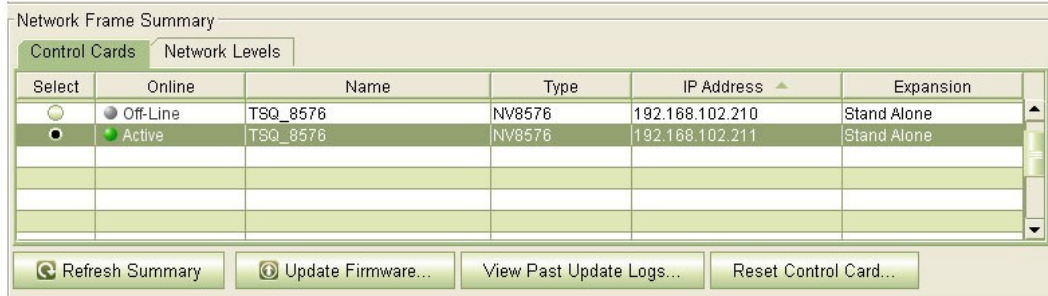 Network Frame Summary
Control Cards Network Levels
Select Online Name Type IP Address Expansion
Off-Line TSQ_8576 NV8576 192.168.102.210 Stand Alone
Active TSQ_8576 NV8576 192.168.102.211 Stand Alone
Refresh Summary Update Firmware... View Past Update Logs... Reset Control Card...